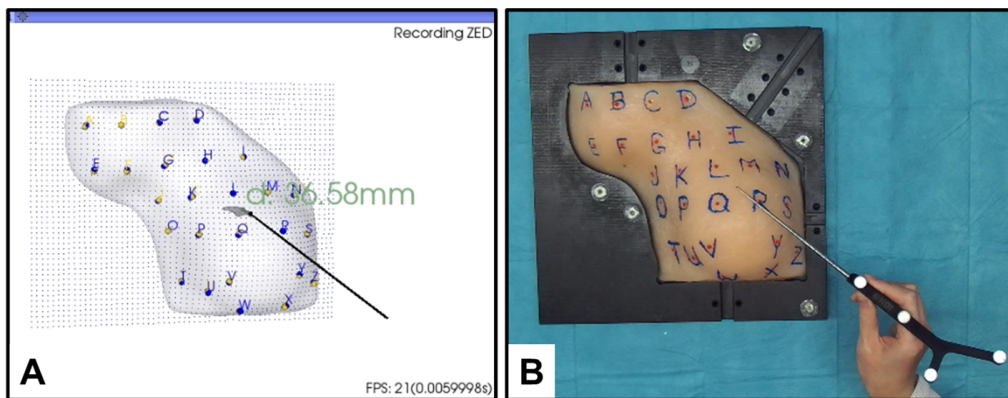 Recording ZED
A B C D
E F G H I
J K L M N
d: 36.58mm
O P Q R S
T U V Y Z
W X
FPS: 21(0.0059998s)
A
A B C D
E F G H I
J K L M N
O P Q R S
T U V Y Z
W X
B